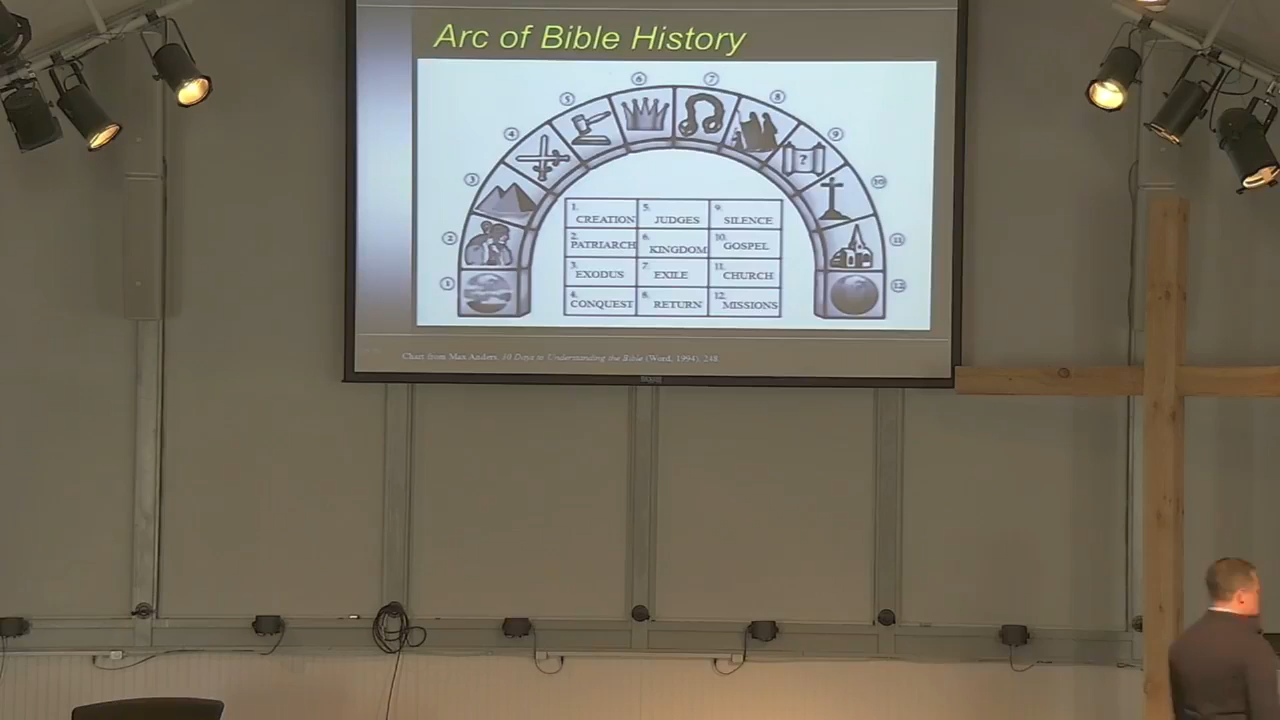 Arc of Bible History
6 7
5 8
4 9
3 10
2 11
1 12
?
1. CREATION 5. JUDGES 9. SILENCE
2. PATRIARCH 6. KINGDOM 10. GOSPEL
3. EXODUS 7. EXILE 11. CHURCH
4. CONQUEST 8. RETURN 12. MISSIONS
Chart from Max Anders, 30 Days to Understanding the Bible (Word, 1994), 248